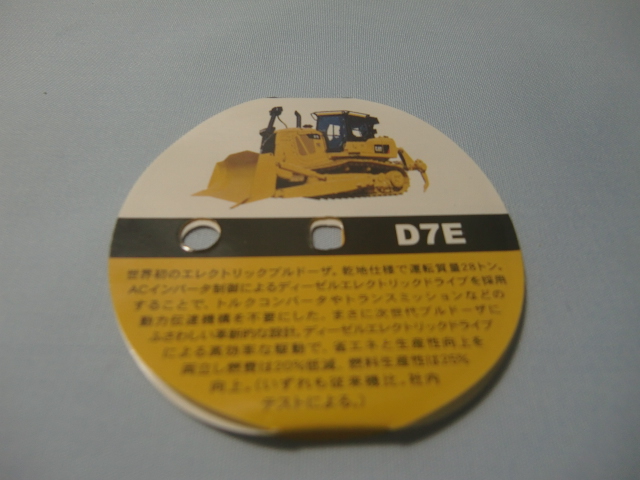 D7E
世界初のエレクトリックブルドーザ。乾地仕様で運転質量28トン。
ACインバータ制御によるディーゼルエレクトリックドライブを採用
することで、トルクコンバータやトランスミッションなどの
動力伝達機構を不要にした、まさに次世代ブルドーザに
ふさわしい革新的な設計。ディーゼルエレクトリックドライブ
による高効率な駆動で、省エネと生産性向上を
両立し燃費は20%低減、燃料生産性は25%
向上。(いずれも従来機比。社内
テストによる。)